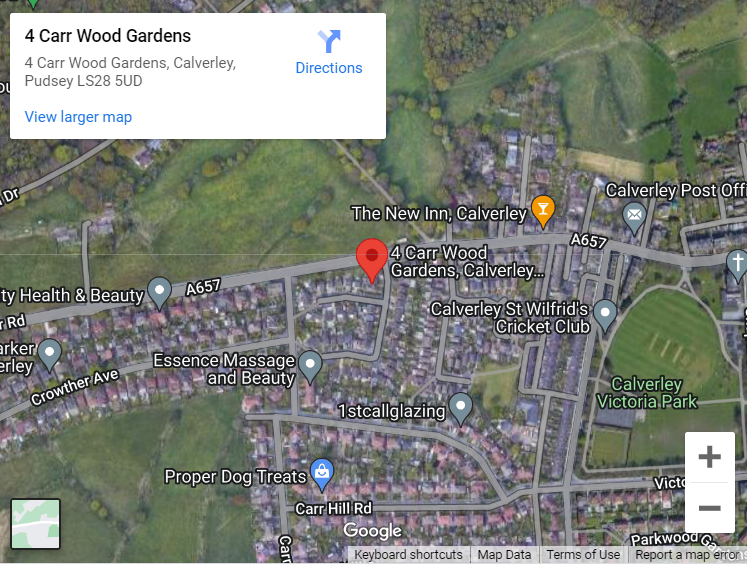 4 Carr Wood Gardens
4 Carr Wood Gardens, Calverley,
Pudsey LS28 5UD
Directions
View larger map
Dr
Calverley Post Offi
The New Inn, Calverley
A657
4 Carr Wood
Gardens, Calverley...
ty Health & Beauty
A657
Calverley St Wilfrid's
Cricket Club
r Rd
arker
erley
Essence Massage
and Beauty
Crowther Ave
Calverley
Victoria Park
1stcallglazing
Proper Dog Treats
Victo
Carr Hill Rd
Google
Carr
Parkwood Ga
Keyboard shortcuts
Map Data
Terms of Use
Report a map error